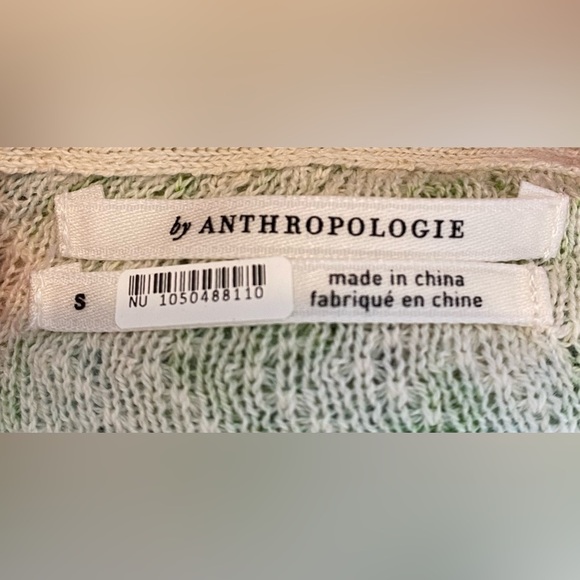 by ANTHROPOLOGIE
S
NU 1050488110
made in china
fabriqué en chine